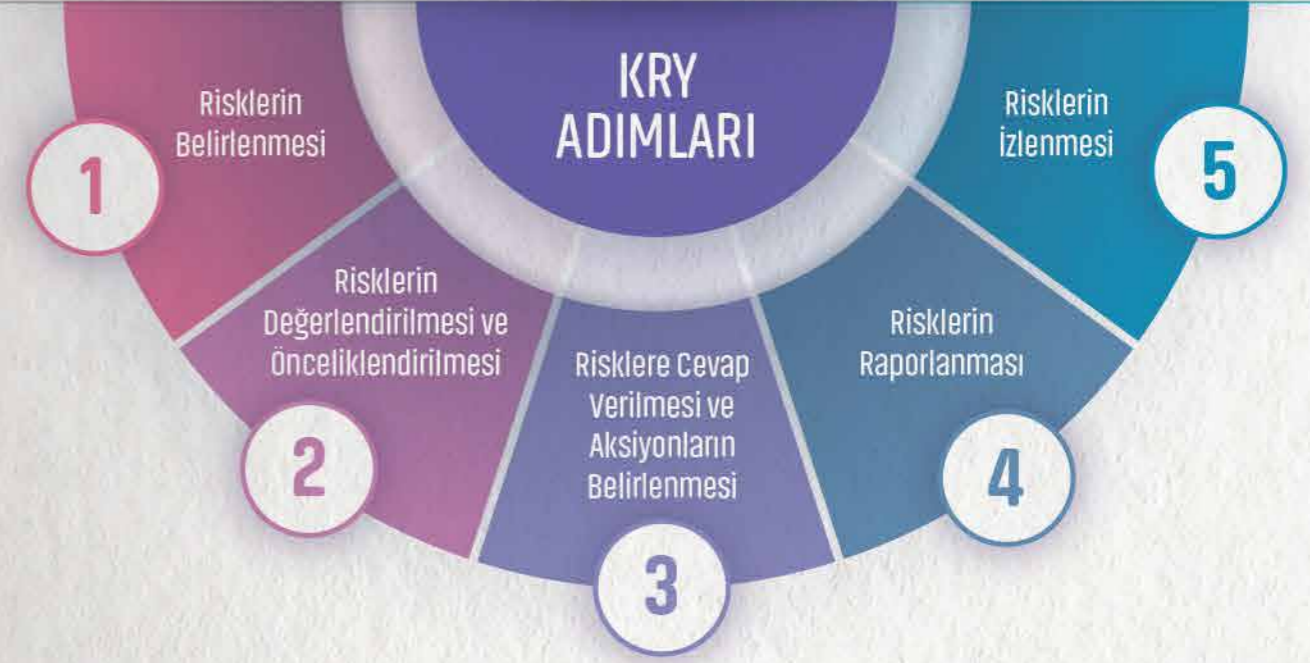 KRY
ADIMLARI
1
Risklerin
Belirlenmesi
2
Risklerin
Değerlendirilmesi ve
Önceliklendirilmesi
3
Risklere Cevap
Verilmesi ve
Aksiyonların
Belirlenmesi
4
Risklerin
Raporlanması
5
Risklerin
İzlenmesi